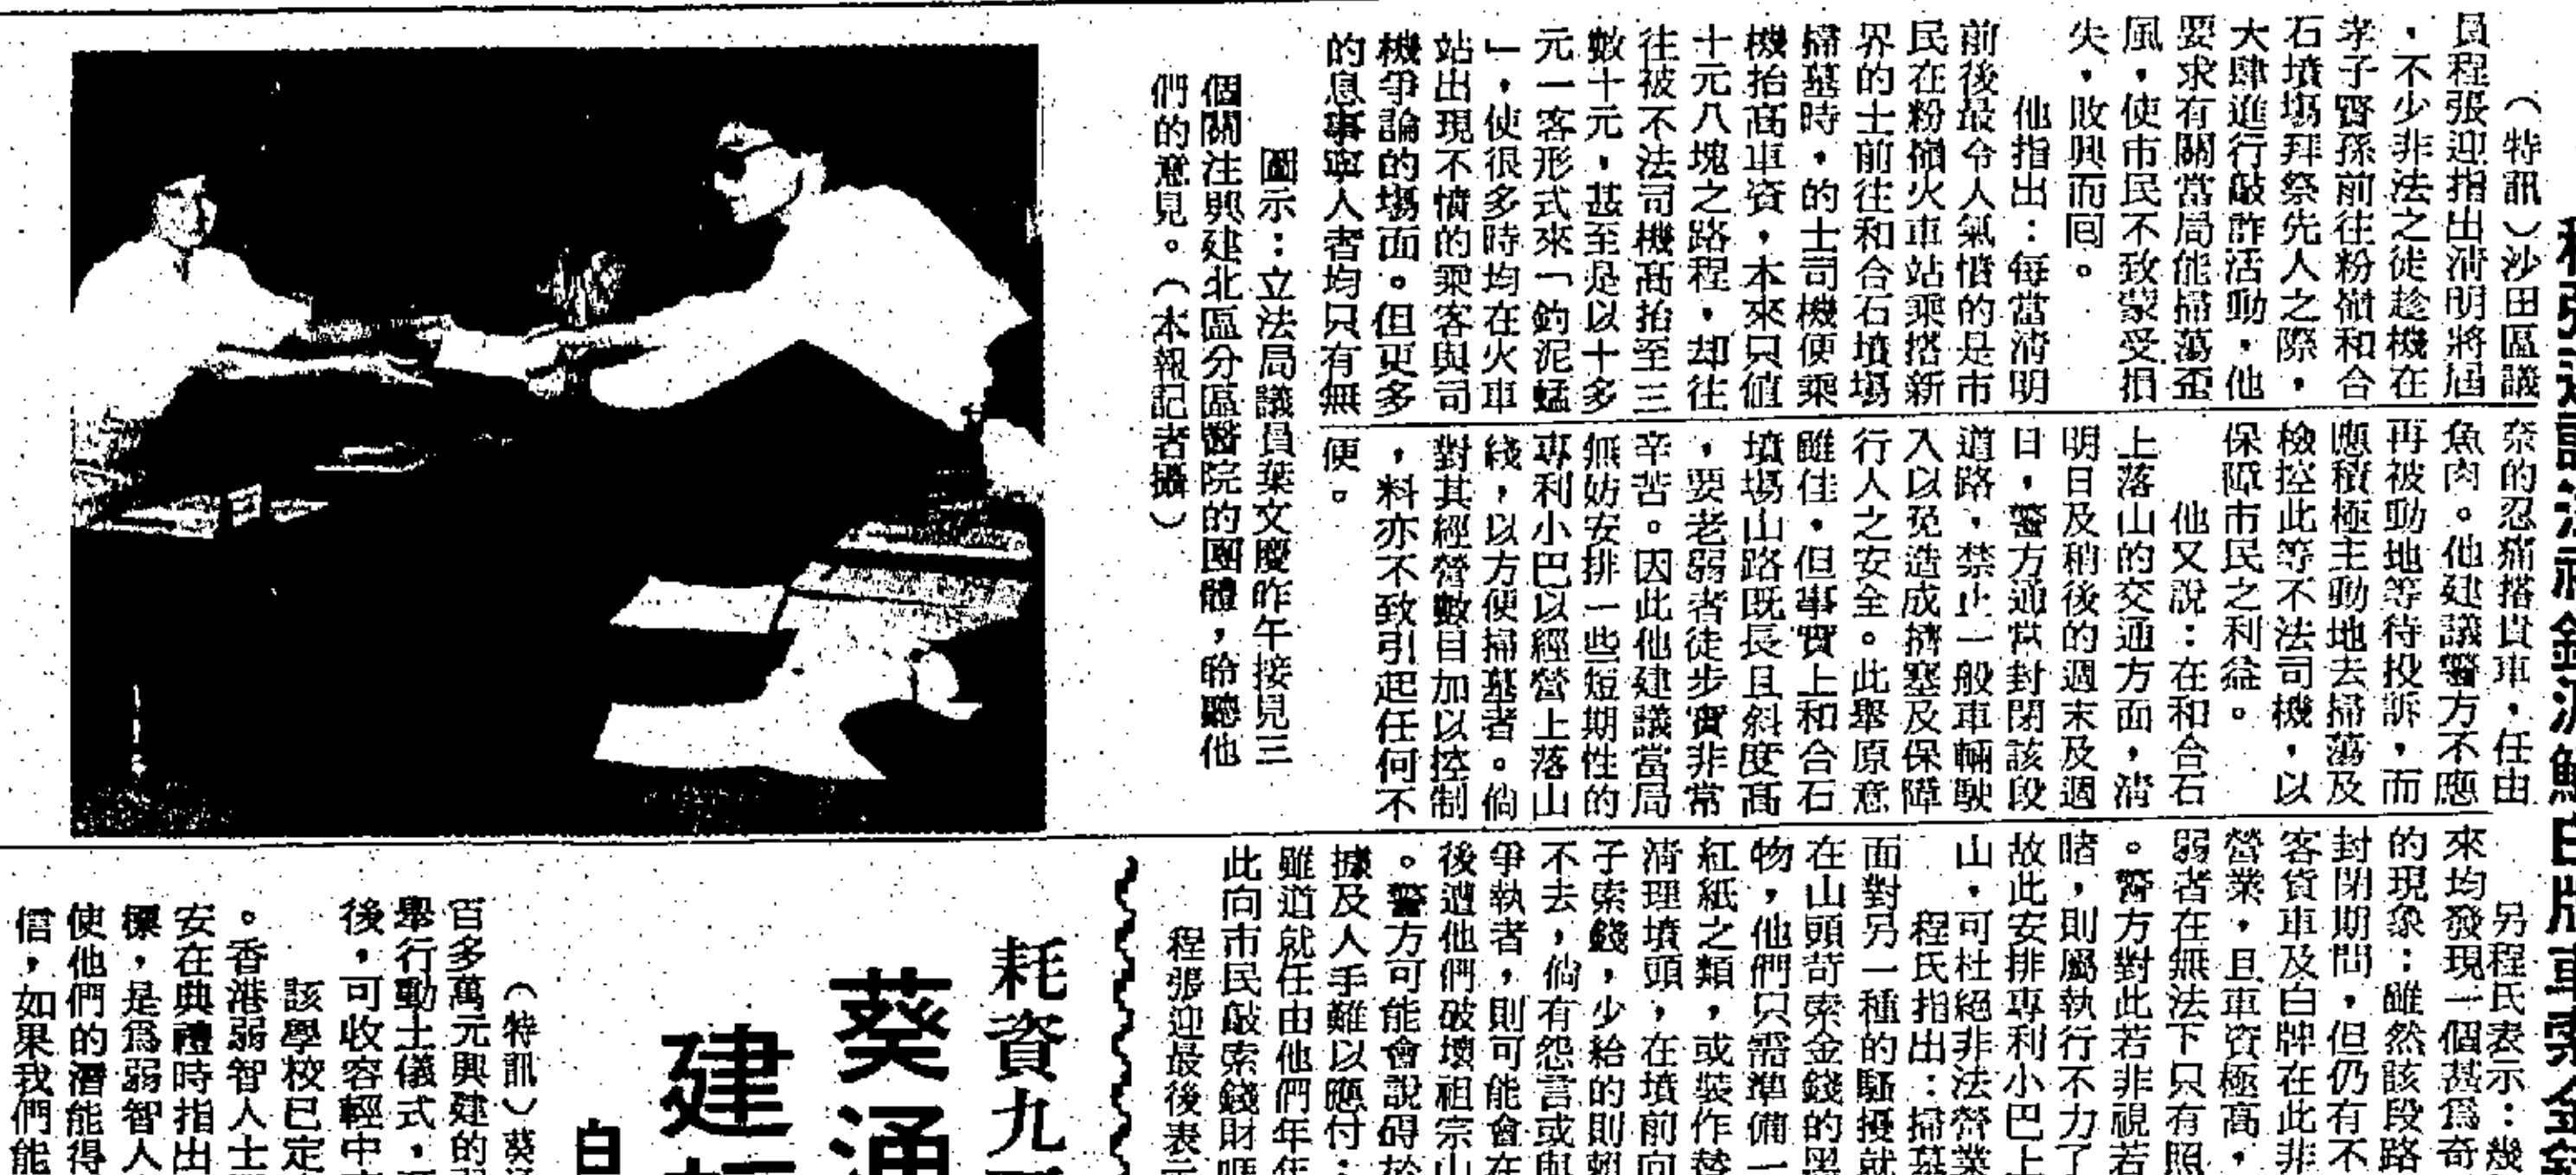 （特訊）沙田區議
員程張迎指出清明將屆
，不少非法之徒趁機在
孝子賢孫前往粉嶺和合
石墳場拜祭先人之際，
大肆進行敲詐活動，他
要求有關當局能掃蕩歪
風，使市民不致蒙受損
失，敗興而囘。
他指出：每當清明
前後最令人氣憤的是市
民在粉嶺火車站乘搭新
界的士前往和合石墳場
掃墓時，的士司機便乘
機抬高車資，本來只值
十元八塊之路程，却往
往被不法司機高抬至三
數十元，甚至是以十多
元一客形式來「釣泥鯭
」，使很多時均在火車
站出現不憤的乘客與司
機爭論的場面。但更多
的息事寧人者均只有無
奈的忍痛搭貴車，任由
魚肉。他建議警方不應
再被動地等待投訴，而
應積極主動地去掃蕩及
檢控此等不法司機，以
保障市民之利益。
他又說：在和合石
上落山的交通方面，清
明日及稍後的週末及週
日，警方通常封閉該段
道路，禁止一般車輛駛
入以免造成擠塞及保障
行人之安全。此舉原意
雖佳，但事實上和合石
墳場山路既長且斜度高
，要老弱者徒步實非常
辛苦。因此他建議當局
無妨安排一些短期性的
專利小巴以經營上落山
綫，以方便掃墓者。倘
對其經營數目加以控制
，料亦不致引起任何不
便。
另程氏表示：幾
來均發現一個甚爲奇
的現象：雖然該段路
封閉期間，但仍有不
客貨車及白牌在此非
營業，且車資極高，
弱者在無法下只有照
。警方對此若非視若
睹，則屬執行不力了
故此安排專利小巴上
山，可杜絕非法營業
程氏指出：掃墓
面對另一種的騷擾就
在山頭苛索金錢的黑
物，他們只需準備一
紅紙之類，或裝作替
清理墳頭，在墳前向
子索錢，少給的則賴
不去，倘有怨言或與
爭執者，則可能會在
後遭他們破壞祖宗山
。警方可能會說碍於
據及人手難以應付；
雖道就任由他們年年
此向市民敲索錢財嗎
程張迎最後表示
圖示：立法局議員葉文慶昨午接見三
個關注興建北區分區醫院的團體，聆聽他
們的意見。（本報記者攝）
耗資九
葵涌
建
（特訊）葵涌
百多萬元興建的弱
舉行動土儀式，
後，可收容輕中
該學校已定
。香港弱智人士
安在典禮時指出
標，是爲弱智人
使他們的潛能得
信，如果我們能